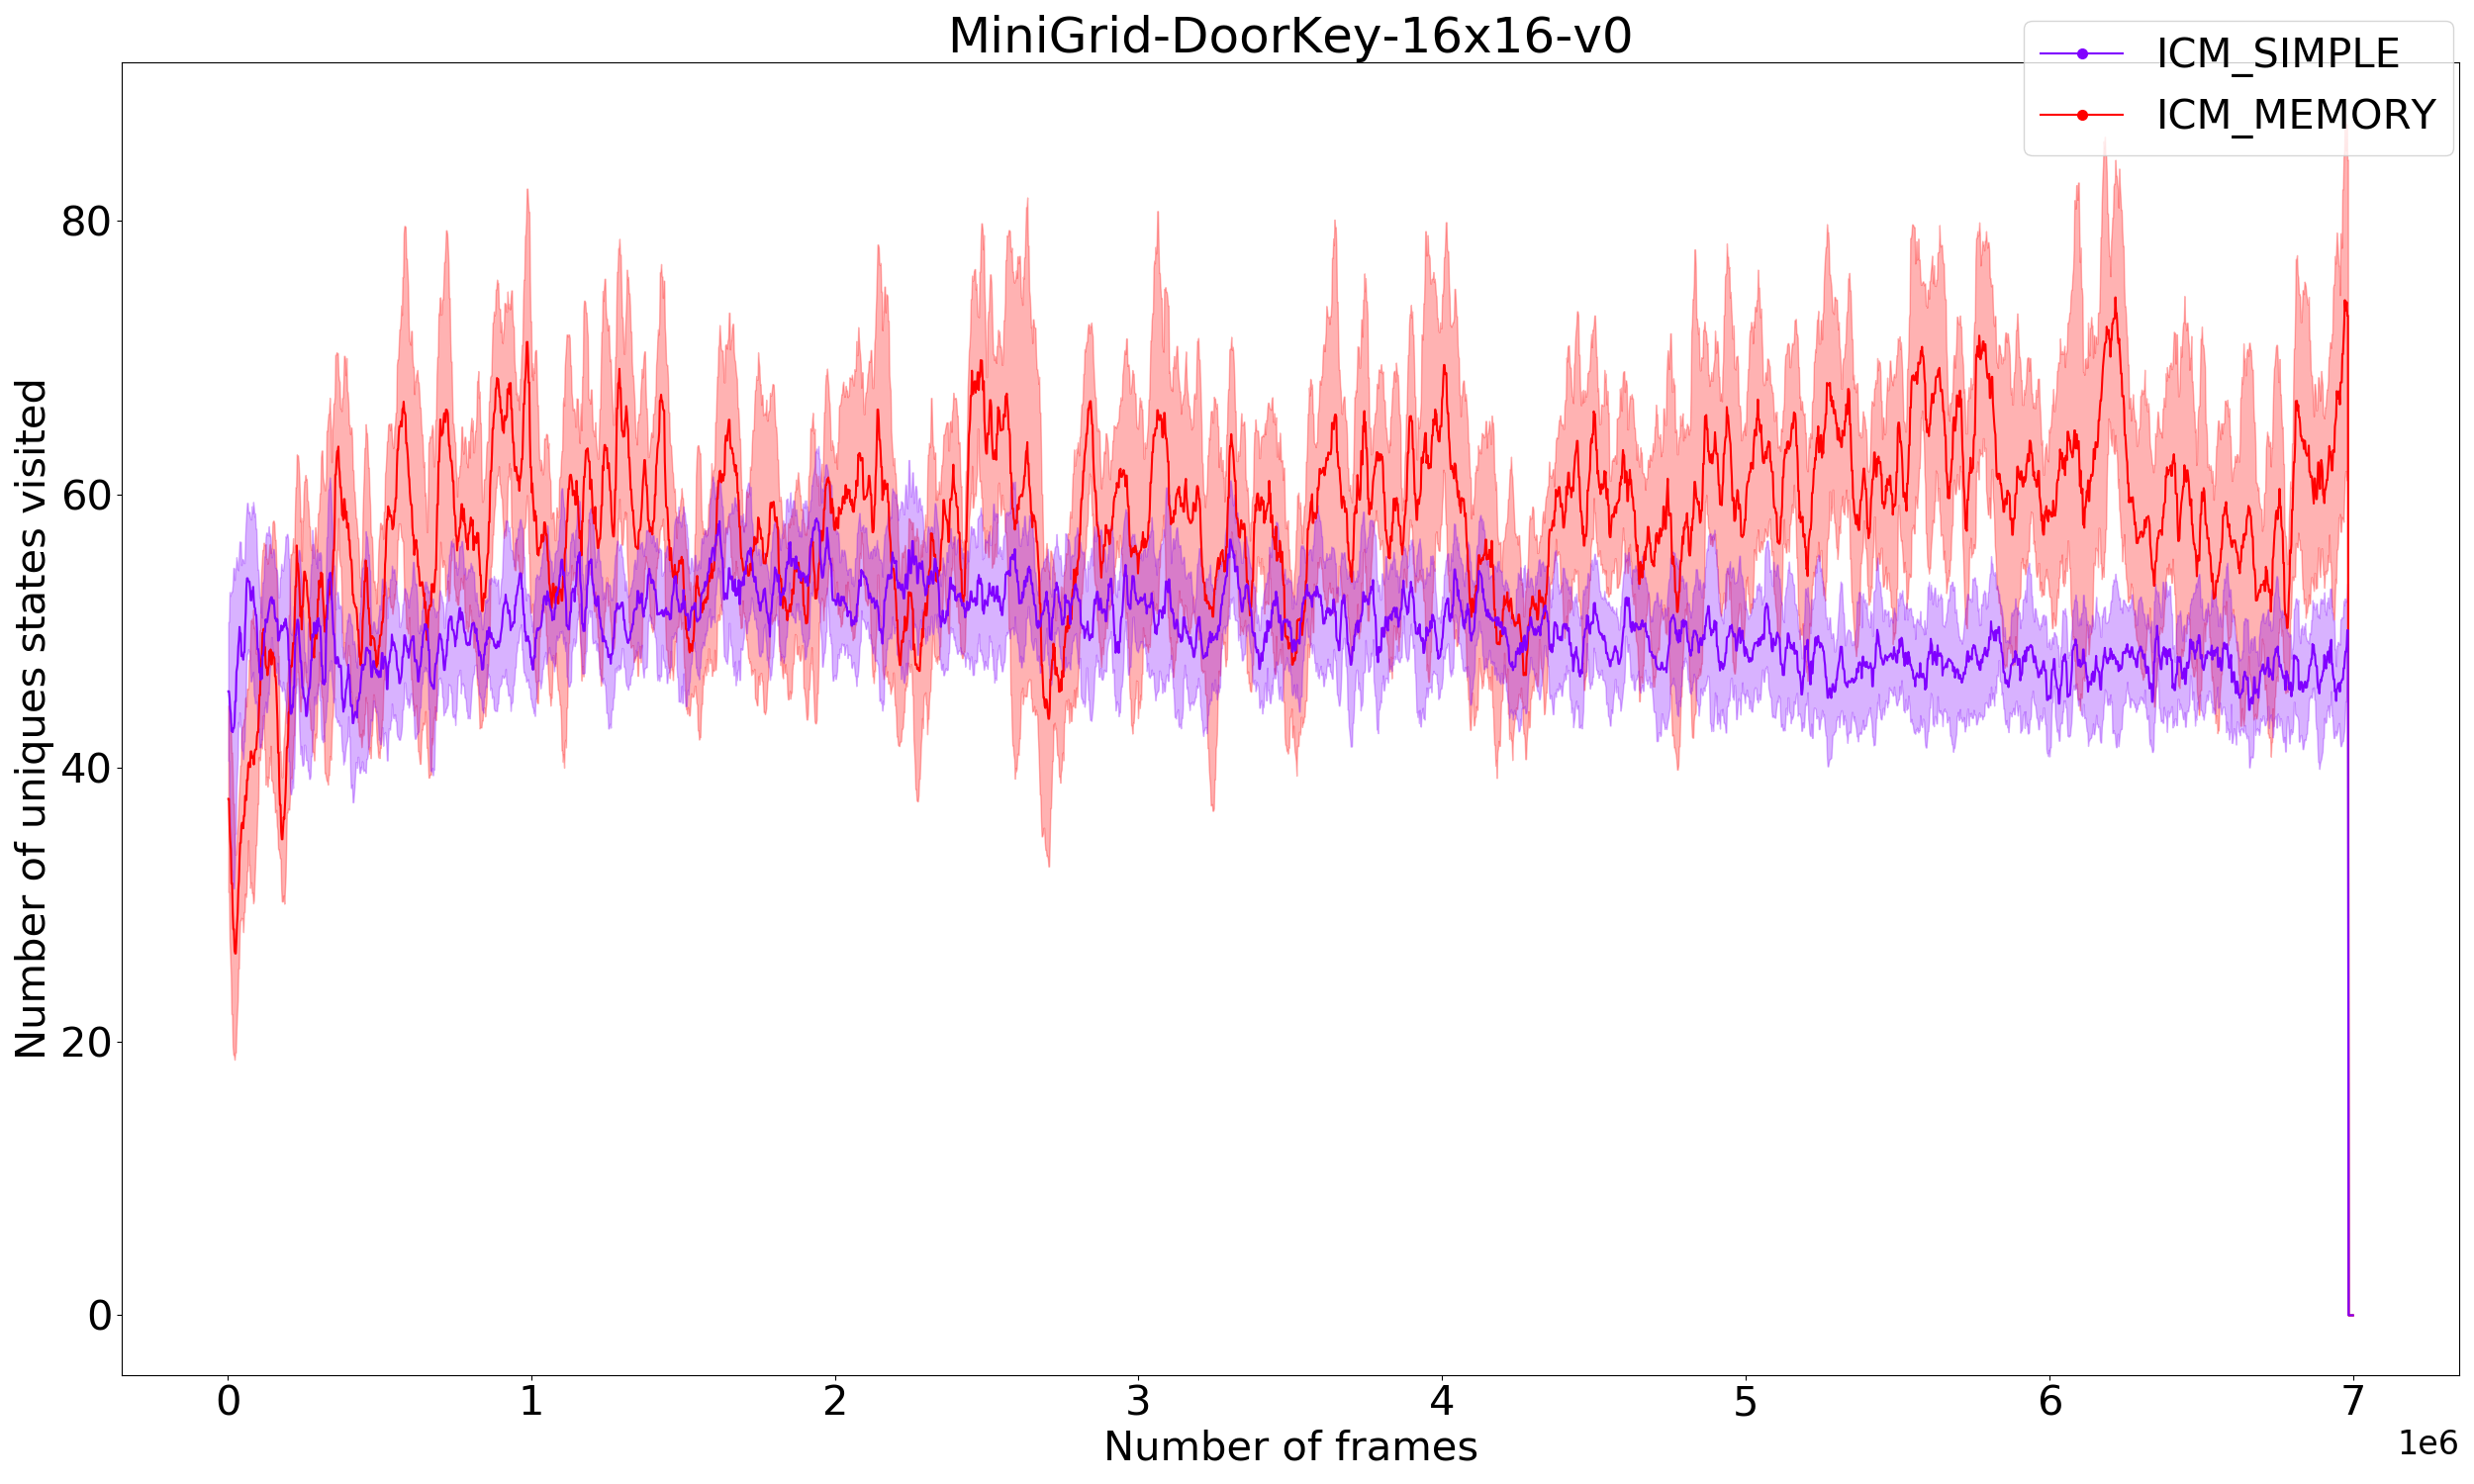 MiniGrid-DoorKey-16x16-v0
ICM_SIMPLE
ICM_MEMORY
Number of uniques states visited
80
60
40
20
0
0 1 2 3 4 5 6 7
1e6
Number of frames